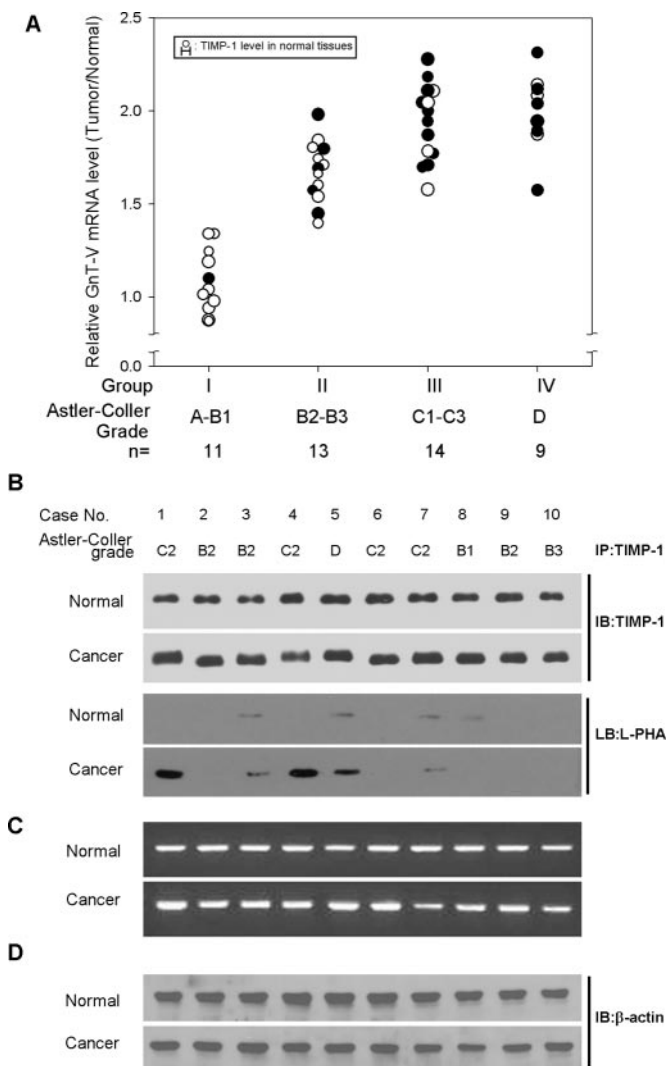 A
Relative GnT-V mRNA level (Tumor/Normal)
2.5
: TIMP-1 level in normal tissues
2.0
1.5
1.0
0.0
Group I II III IV
Astler-Coller Grade A-B1 B2-B3 C1-C3 D
n= 11 13 14 9
B
Case No. 1 2 3 4 5 6 7 8 9 10
Astler-Coller grade C2 B2 B2 C2 D C2 C2 B1 B2 B3 IP:TIMP-1
Normal
IB:TIMP-1
Cancer
Normal
LB:L-PHA
Cancer
C
Normal
Cancer
D
Normal
IB:β-actin
Cancer